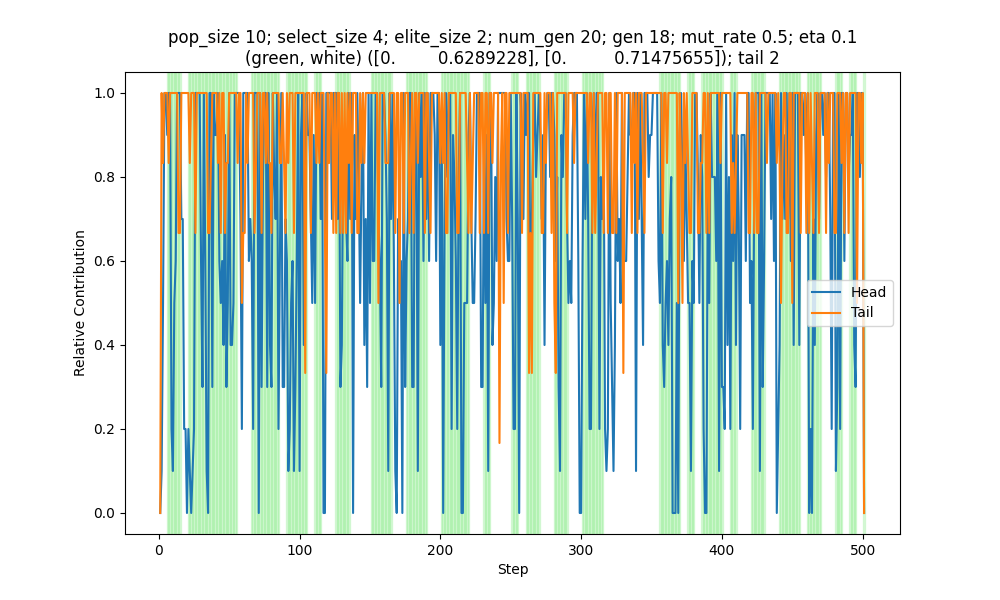 pop_size 10; select_size 4; elite_size 2; num_gen 20; gen 18; mut_rate 0.5; eta 0.1
(green, white) ([0. 0.6289228], [0. 0.71475655]); tail 2
1.0
0.8
0.6
0.4
0.2
0.0
Relative Contribution
Head
Tail
0 100 200 300 400 500
Step